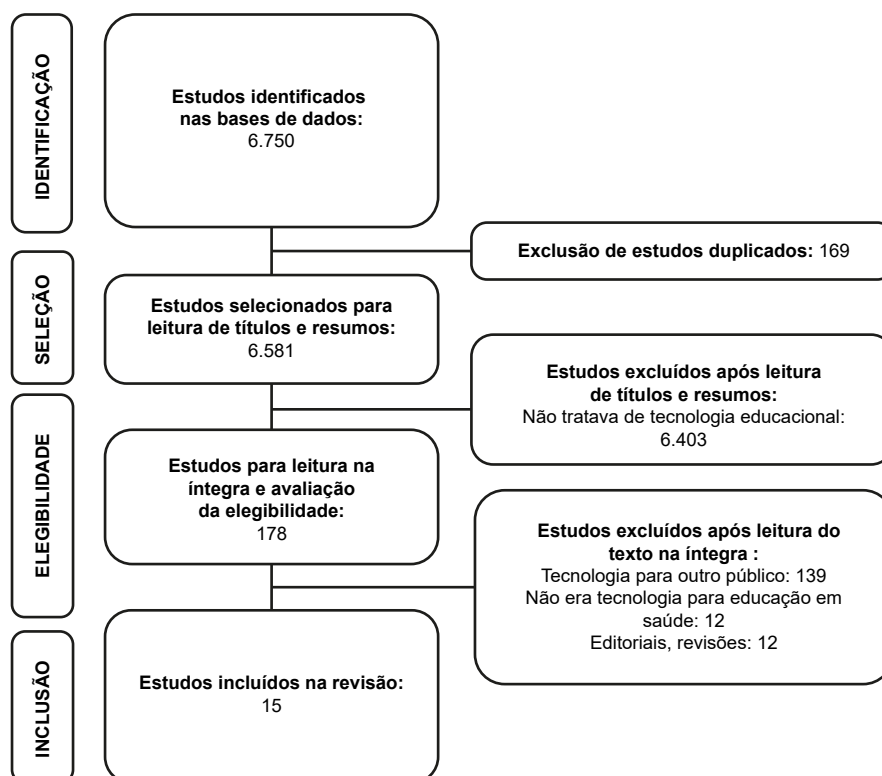 IDENTIFICAÇÃO
Estudos identificados
nas bases de dados:
6.750
Exclusão de estudos duplicados: 169
SELEÇÃO
Estudos selecionados para
leitura de títulos e resumos:
6.581
Estudos excluídos após leitura
de títulos e resumos:
Não tratava de tecnologia educacional:
6.403
ELEGIBILIDADE
Estudos para leitura na
íntegra e avaliação
da elegibilidade:
178
Estudos excluídos após leitura do
texto na íntegra :
Tecnologia para outro público: 139
Não era tecnologia para educação em
saúde: 12
Editoriais, revisões: 12
INCLUSÃO
Estudos incluídos na revisão:
15